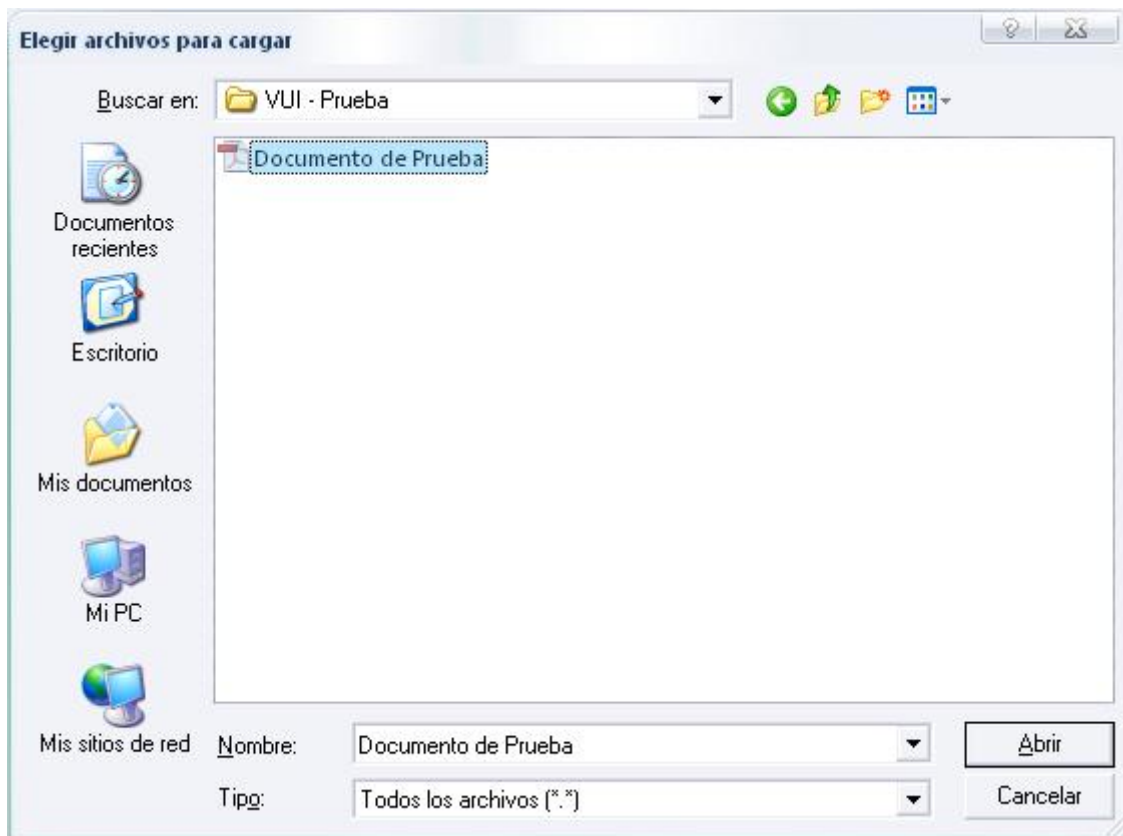 Elegir archivos para cargar
Buscar en: VUI - Prueba
Documento de Prueba
Documentos
recientes
Escritorio
Mis documentos
Mi PC
Mis sitios de red
Nombre: Documento de Prueba
Abrir
Tipo: Todos los archivos (*.*)
Cancelar